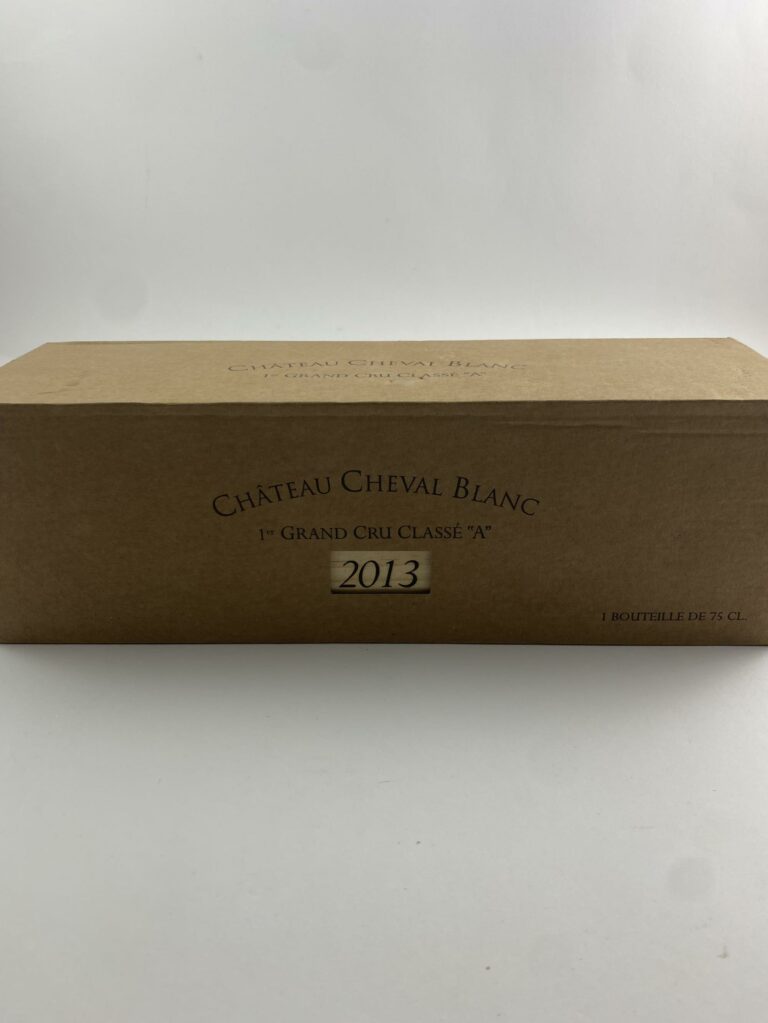 CHÂTEAU CHEVAL BLANC
1er GRAND CRU CLASSÉ "A"
CHÂTEAU CHEVAL BLANC
1er GRAND CRU CLASSÉ "A"
2013
1 BOUTEILLE DE 75 CL.